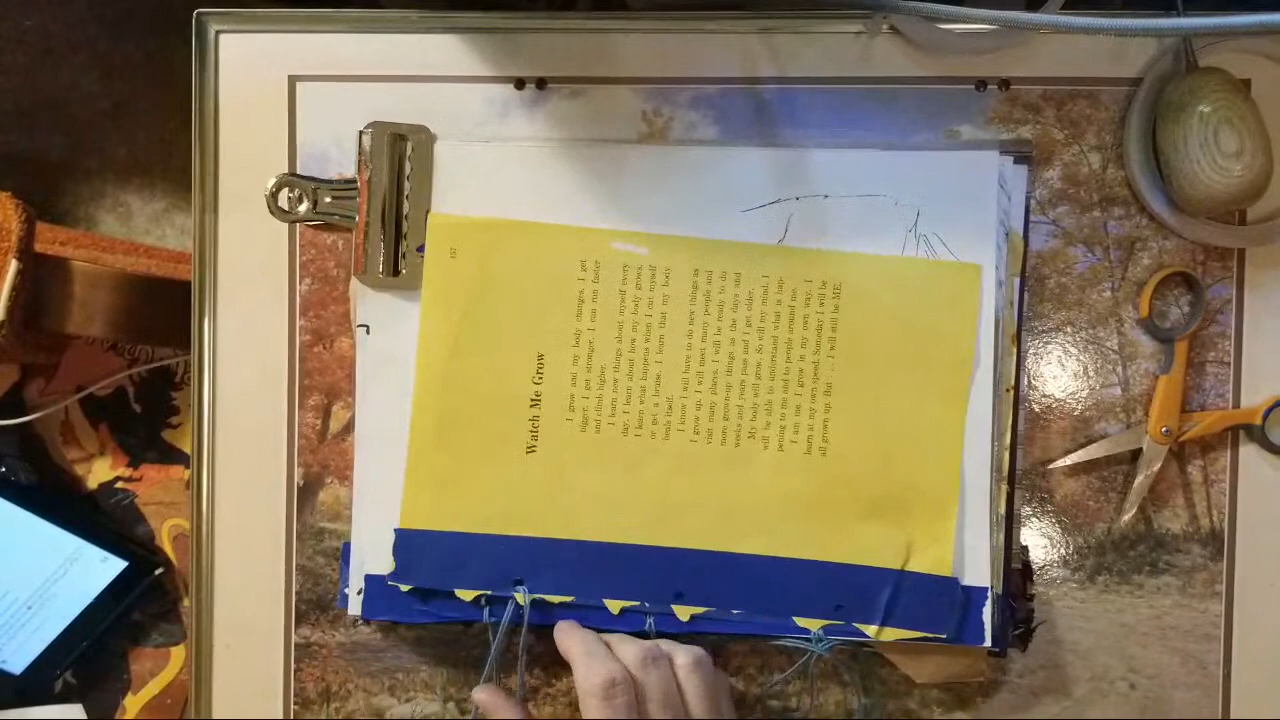 Watch Me Grow
I grow and my body changes. I get
bigger. I get stronger. I can run faster
and climb higher.
I learn new things about myself every
day. I learn about how my body grows.
I learn what happens when I cut myself
or get a bruise. I learn that my body
heals itself.
I know I will have to do new things as
I grow up. I will meet many people and
visit many places. I will be ready to do
more grown-up things as the days and
weeks and years pass and I get older.
My body will grow. So will my mind. I
will be able to understand what is hap-
pening to me and to people around me.
I am me. I grow in my own way. I
learn at my own speed. Someday I will be
all grown up. But . . . I will still be ME.
157